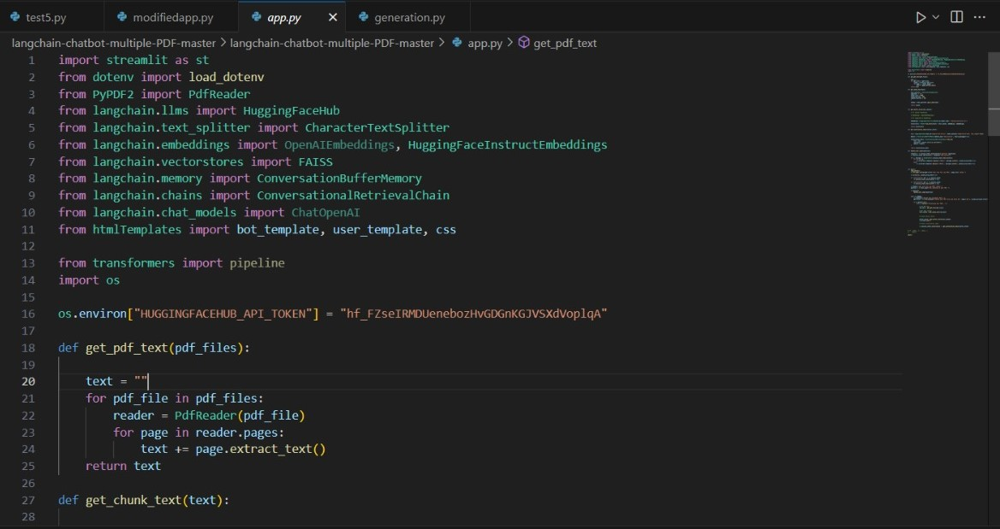 test5.py modifiedapp.py app.py generation.py
langchain-chatbot-multiple-PDF-master > langchain-chatbot-multiple-PDF-master > app.py > get_pdf_text
1 import streamlit as st
2 from dotenv import load_dotenv
3 from PyPDF2 import PdfReader
4 from langchain.llms import HuggingFaceHub
5 from langchain.text_splitter import CharacterTextSplitter
6 from langchain.embeddings import OpenAIEmbeddings, HuggingFaceInstructEmbeddings
7 from langchain.vectorstores import FAISS
8 from langchain.memory import ConversationBufferMemory
9 from langchain.chains import ConversationalRetrievalChain
10 from langchain.chat_models import ChatOpenAI
11 from htmlTemplates import bot_template, user_template, css
12
13 from transformers import pipeline
14 import os
15
16 os.environ["HUGGINGFACEHUB_API_TOKEN"] =
17
18 def get_pdf_text(pdf_files):
19
20 text = ""
21 for pdf_file in pdf_files:
22 reader = PdfReader(pdf_file)
23 for page in reader.pages:
24 text += page.extract_text()
25 return text
26
27 def get_chunk_text(text):
28